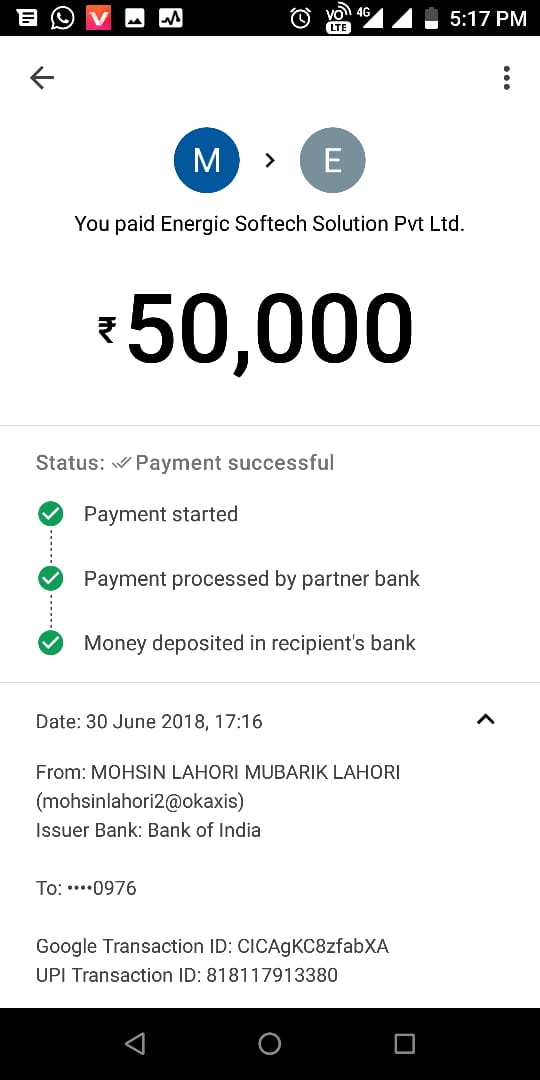 VO)) 4G 5:17 PM
LTE
M > E
You paid Energic Softech Solution Pvt Ltd.
₹50,000
Status: Payment successful
Payment started
Payment processed by partner bank
Money deposited in recipient's bank
Date: 30 June 2018, 17:16
From: MOHSIN LAHORI MUBARIK LAHORI
(mohsinlahori2@okaxis)
Issuer Bank: Bank of India
To: ••••0976
Google Transaction ID: CICAgKC8zfabXA
UPI Transaction ID: 818117913380